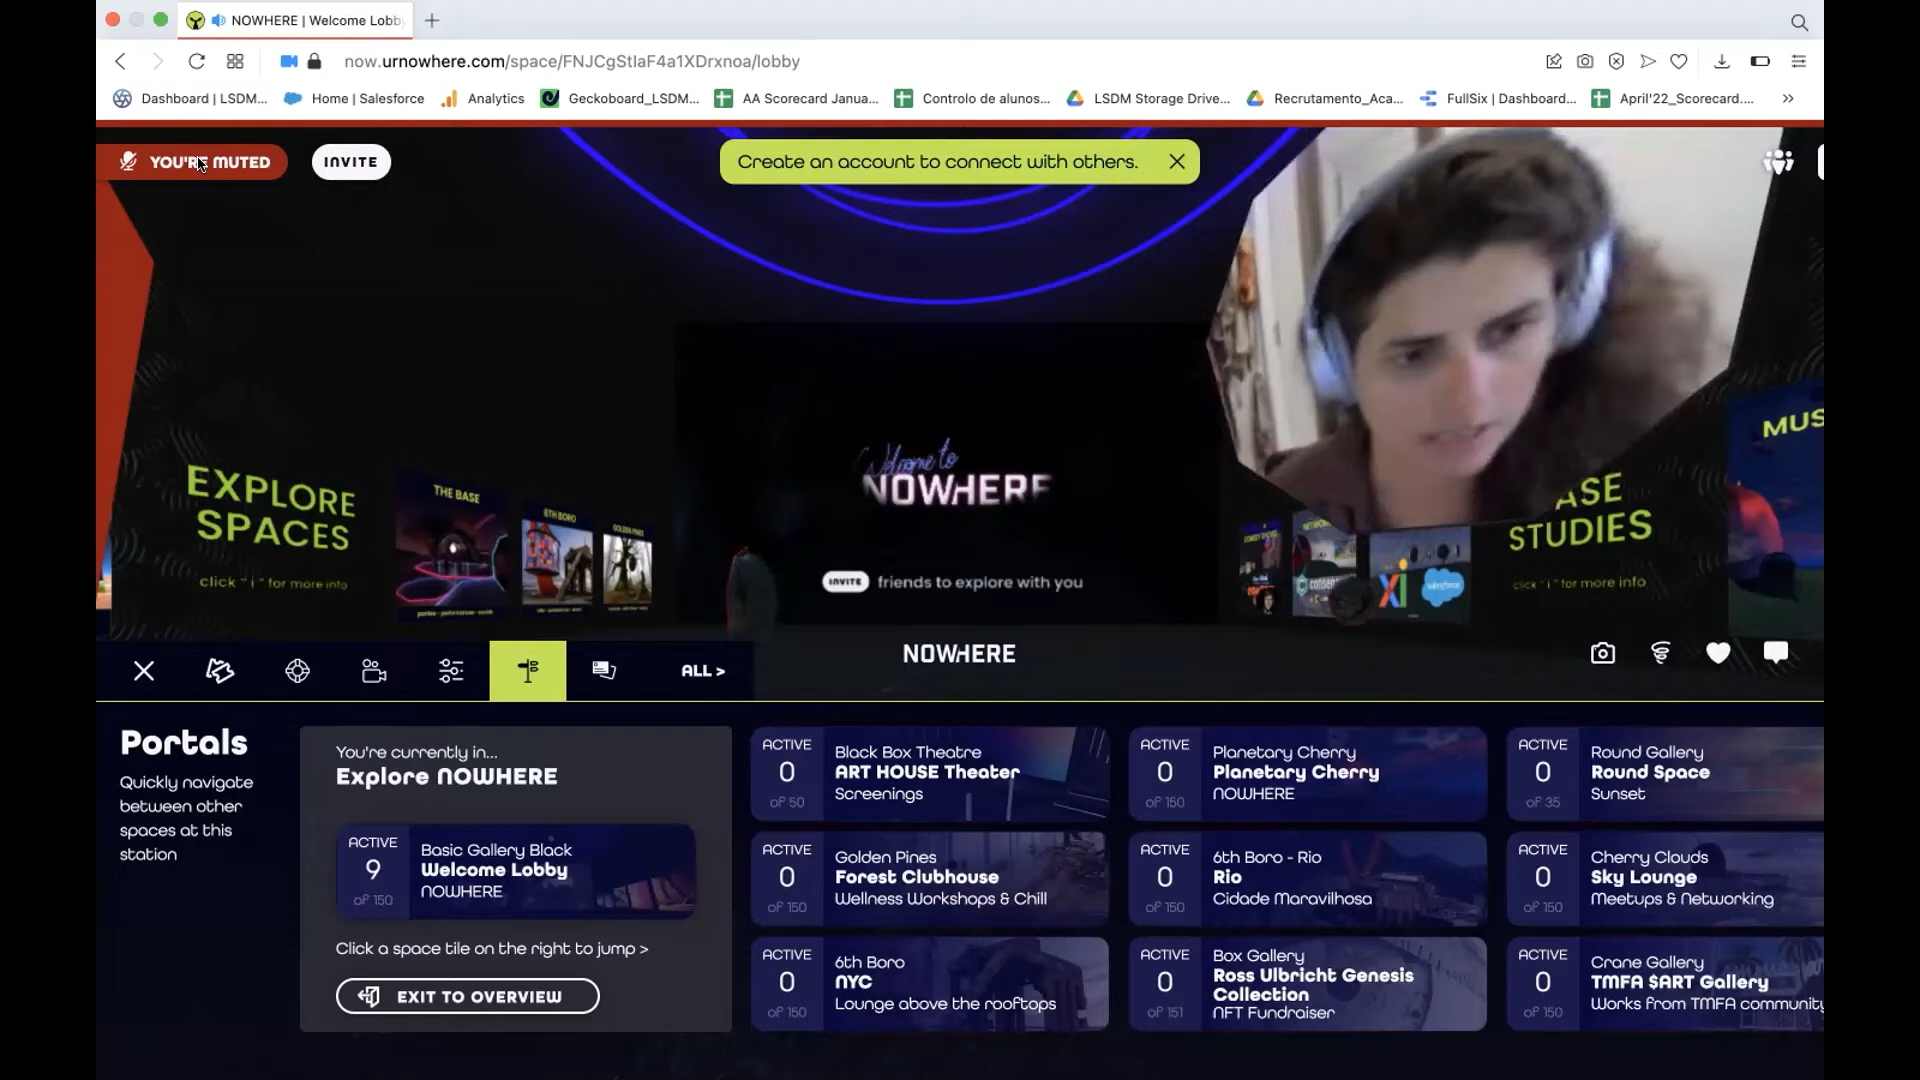 NOWHERE | Welcome Lobb
now.urnowhere.com/space/FNJCgStlaF4a1XDrxnoa/lobby
Dashboard | LSDM... Home | Salesforce Analytics Geckoboard_LSDM... AA Scorecard Janua... Controlo de alunos... LSDM Storage Drive... Recrutamento_Aca... FullSix | Dashboard... April'22_Scorecard....
YOU'RE MUTED
INVITE
Create an account to connect with others.
EXPLORE
SPACES
click "i" for more info
THE BASE
6TH BORO
GOLDEN PINES
Welcome to
NOWHERE
INVITE friends to explore with you
ASE
STUDIES
click "i" for more info
MUS
NOWHERE
ALL >
Portals
Quickly navigate
between other
spaces at this
station
You're currently in...
Explore NOWHERE
ACTIVE
9
of 150
Basic Gallery Black
Welcome Lobby
NOWHERE
Click a space tile on the right to jump >
EXIT TO OVERVIEW
ACTIVE
0
of 50
Black Box Theatre
ART HOUSE Theater
Screenings
ACTIVE
0
of 150
Planetary Cherry
Planetary Cherry
NOWHERE
ACTIVE
0
of 35
Round Gallery
Round Space
Sunset
ACTIVE
0
of 150
Golden Pines
Forest Clubhouse
Wellness Workshops & Chill
ACTIVE
0
of 150
6th Boro - Rio
Rio
Cidade Maravilhosa
ACTIVE
0
of 150
Cherry Clouds
Sky Lounge
Meetups & Networking
ACTIVE
0
of 150
6th Boro
NYC
Lounge above the rooftops
ACTIVE
0
of 151
Box Gallery
Ross Ulbricht Genesis
Collection
NFT Fundraiser
ACTIVE
0
of 150
Crane Gallery
TMFA $ART Gallery
Works from TMFA community